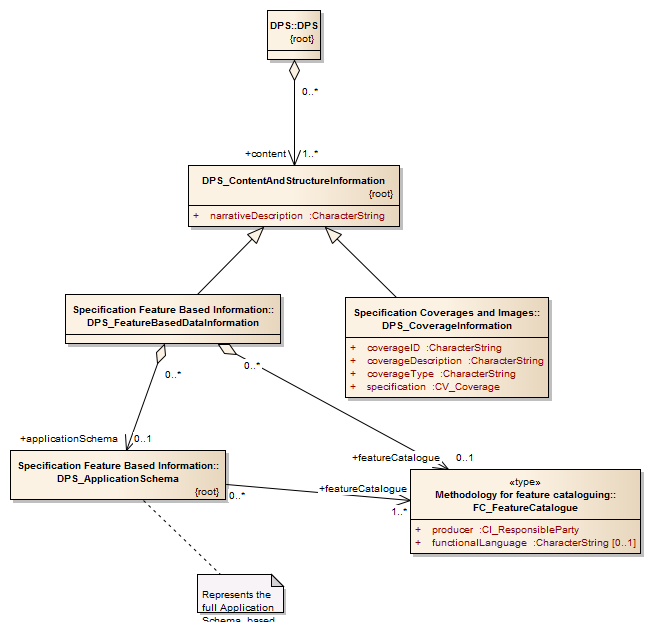 DPS::DPS
{root}
0..*
+content 1..*
DPS_ContentAndStructureInformation
{root}
+ narrativeDescription :CharacterString
Specification Feature Based Information::
DPS_FeatureBasedDataInformation
Specification Coverages and Images::
DPS_CoverageInformation
+ coverageID :CharacterString
+ coverageDescription :CharacterString
+ coverageType :CharacterString
+ specification :CV_Coverage
0..*
0..*
+applicationSchema 0..1
+featureCatalogue 0..1
Specification Feature Based Information::
DPS_ApplicationSchema
{root}
0..*
+featureCatalogue
1..*
«type»
Methodology for feature cataloguing::
FC_FeatureCatalogue
+ producer :CI_ResponsibleParty
+ functionalLanguage :CharacterString [0..1]
Represents the
full Application
Schema, based